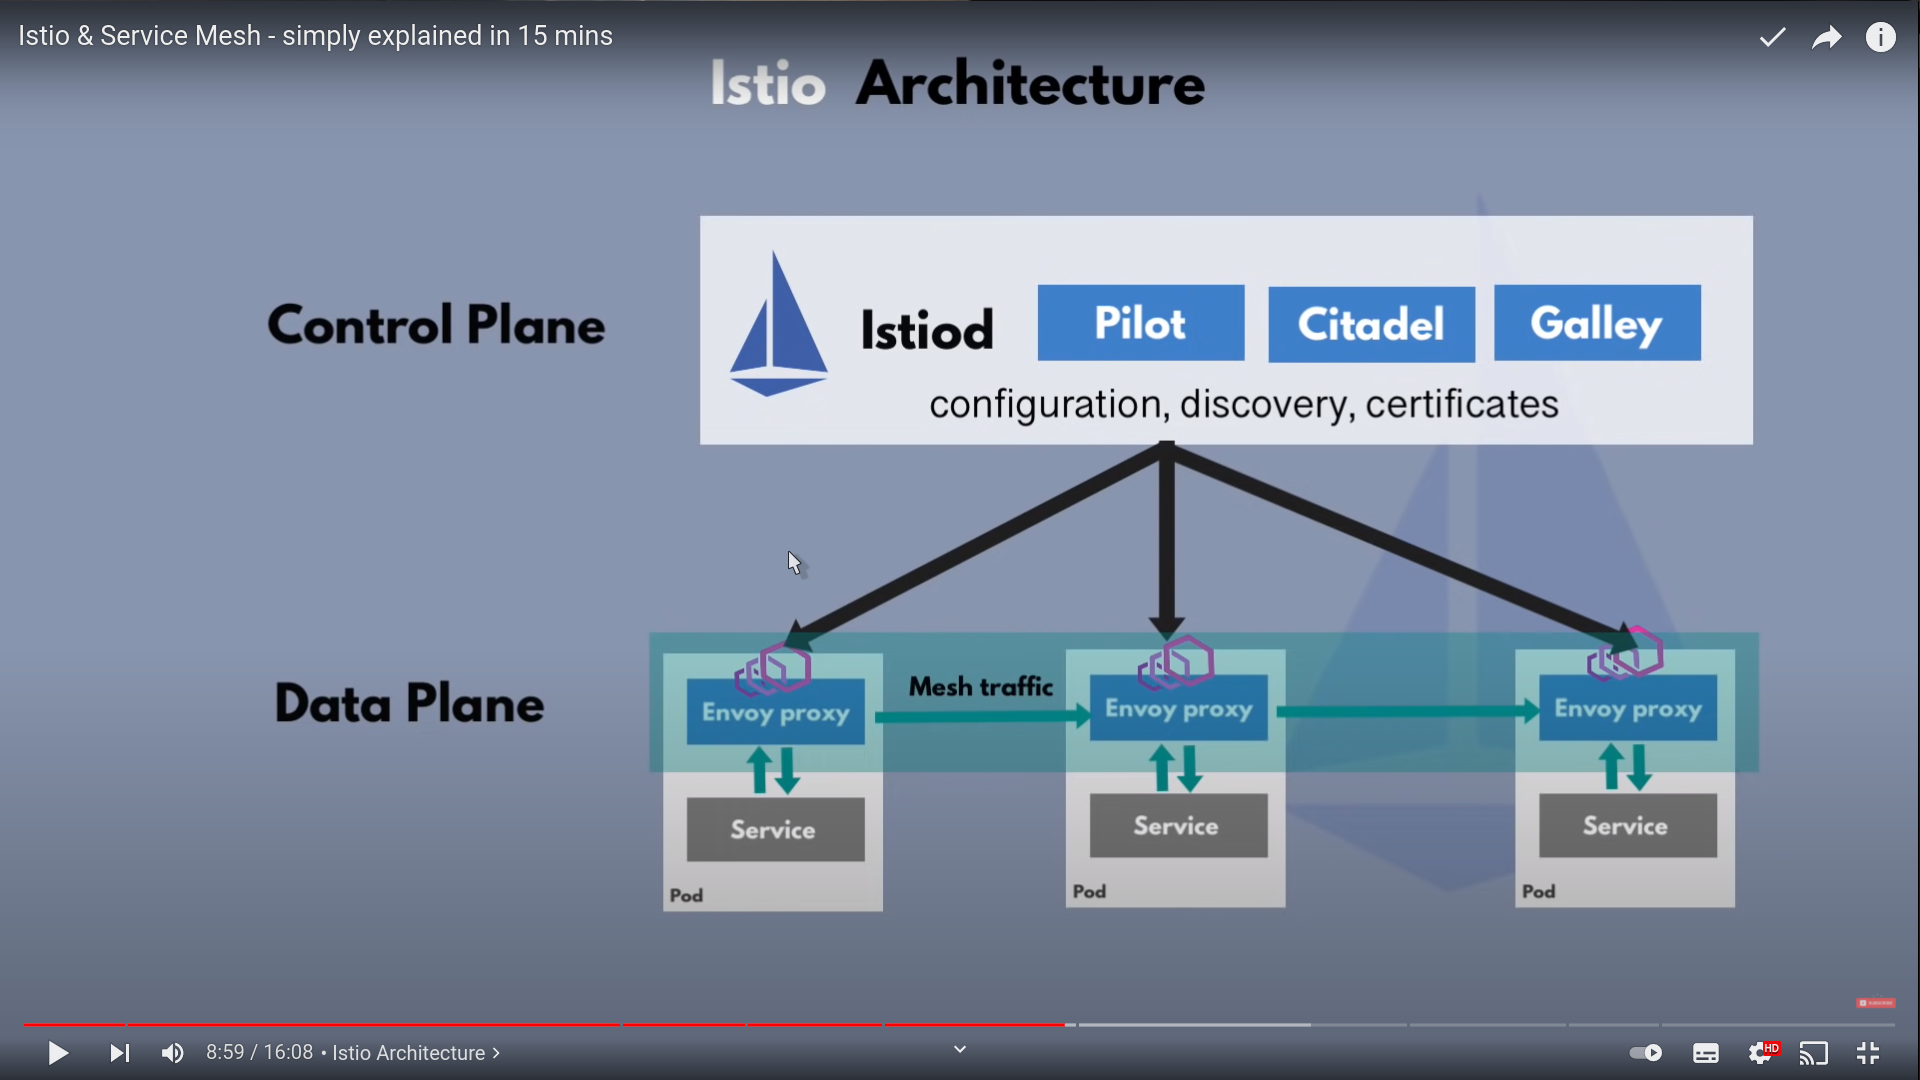 Istio & Service Mesh - simply explained in 15 mins
Istio Architecture
Control Plane
Istiod
Pilot
Citadel
Galley
configuration, discovery, certificates
Data Plane
Envoy proxy
Mesh traffic
Envoy proxy
Envoy proxy
Service
Service
Service
Pod
Pod
Pod
SUBSCRIBE
8:59 / 16:08 • Istio Architecture >
HD